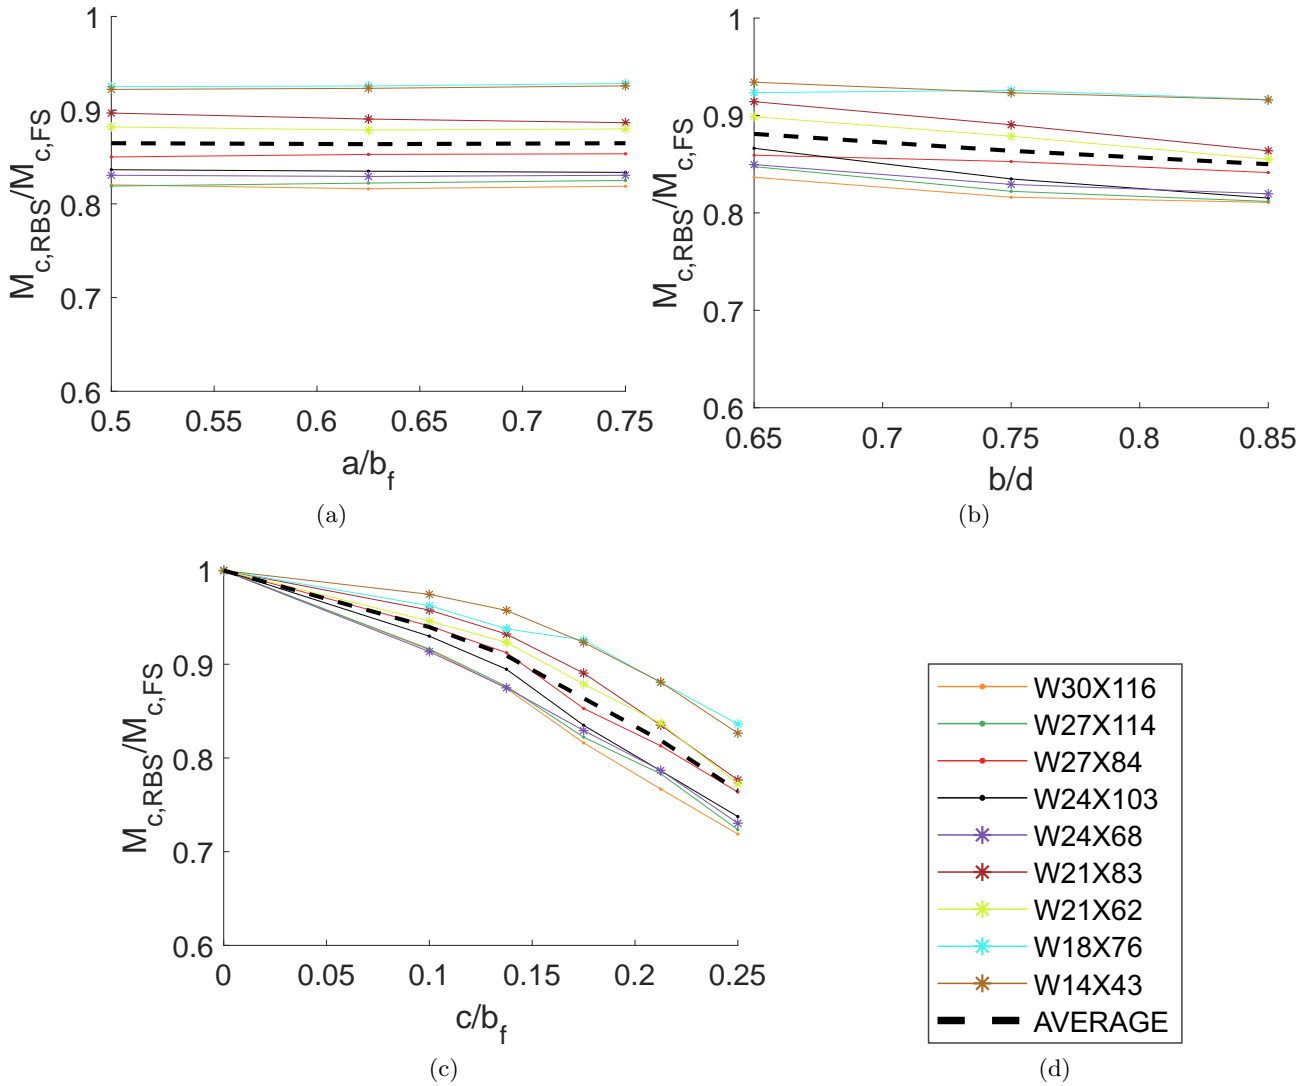 1
0.9
0.8
0.7
0.6
M_c,RBS/M_c,FS
0.5 0.55 0.6 0.65 0.7 0.75
a/b_f
(a)
1
0.9
0.8
0.7
0.6
M_c,RBS/M_c,FS
0.65 0.7 0.75 0.8 0.85
b/d
(b)
1
0.9
0.8
0.7
0.6
M_c,RBS/M_c,FS
0 0.05 0.1 0.15 0.2 0.25
c/b_f
(c)
W30X116
W27X114
W27X84
W24X103
W24X68
W21X83
W21X62
W18X76
W14X43
AVERAGE
(d)